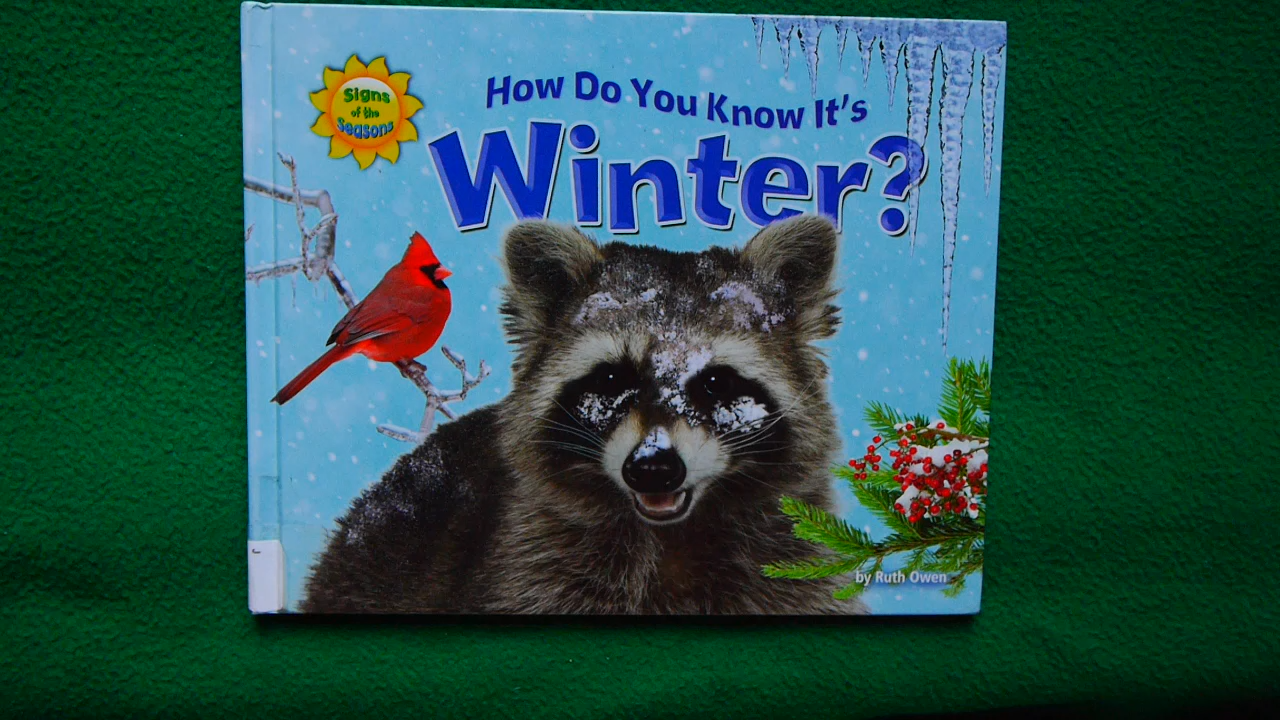 Signs
of the
Seasons
How Do You Know It's
Winter?
by Ruth Owen